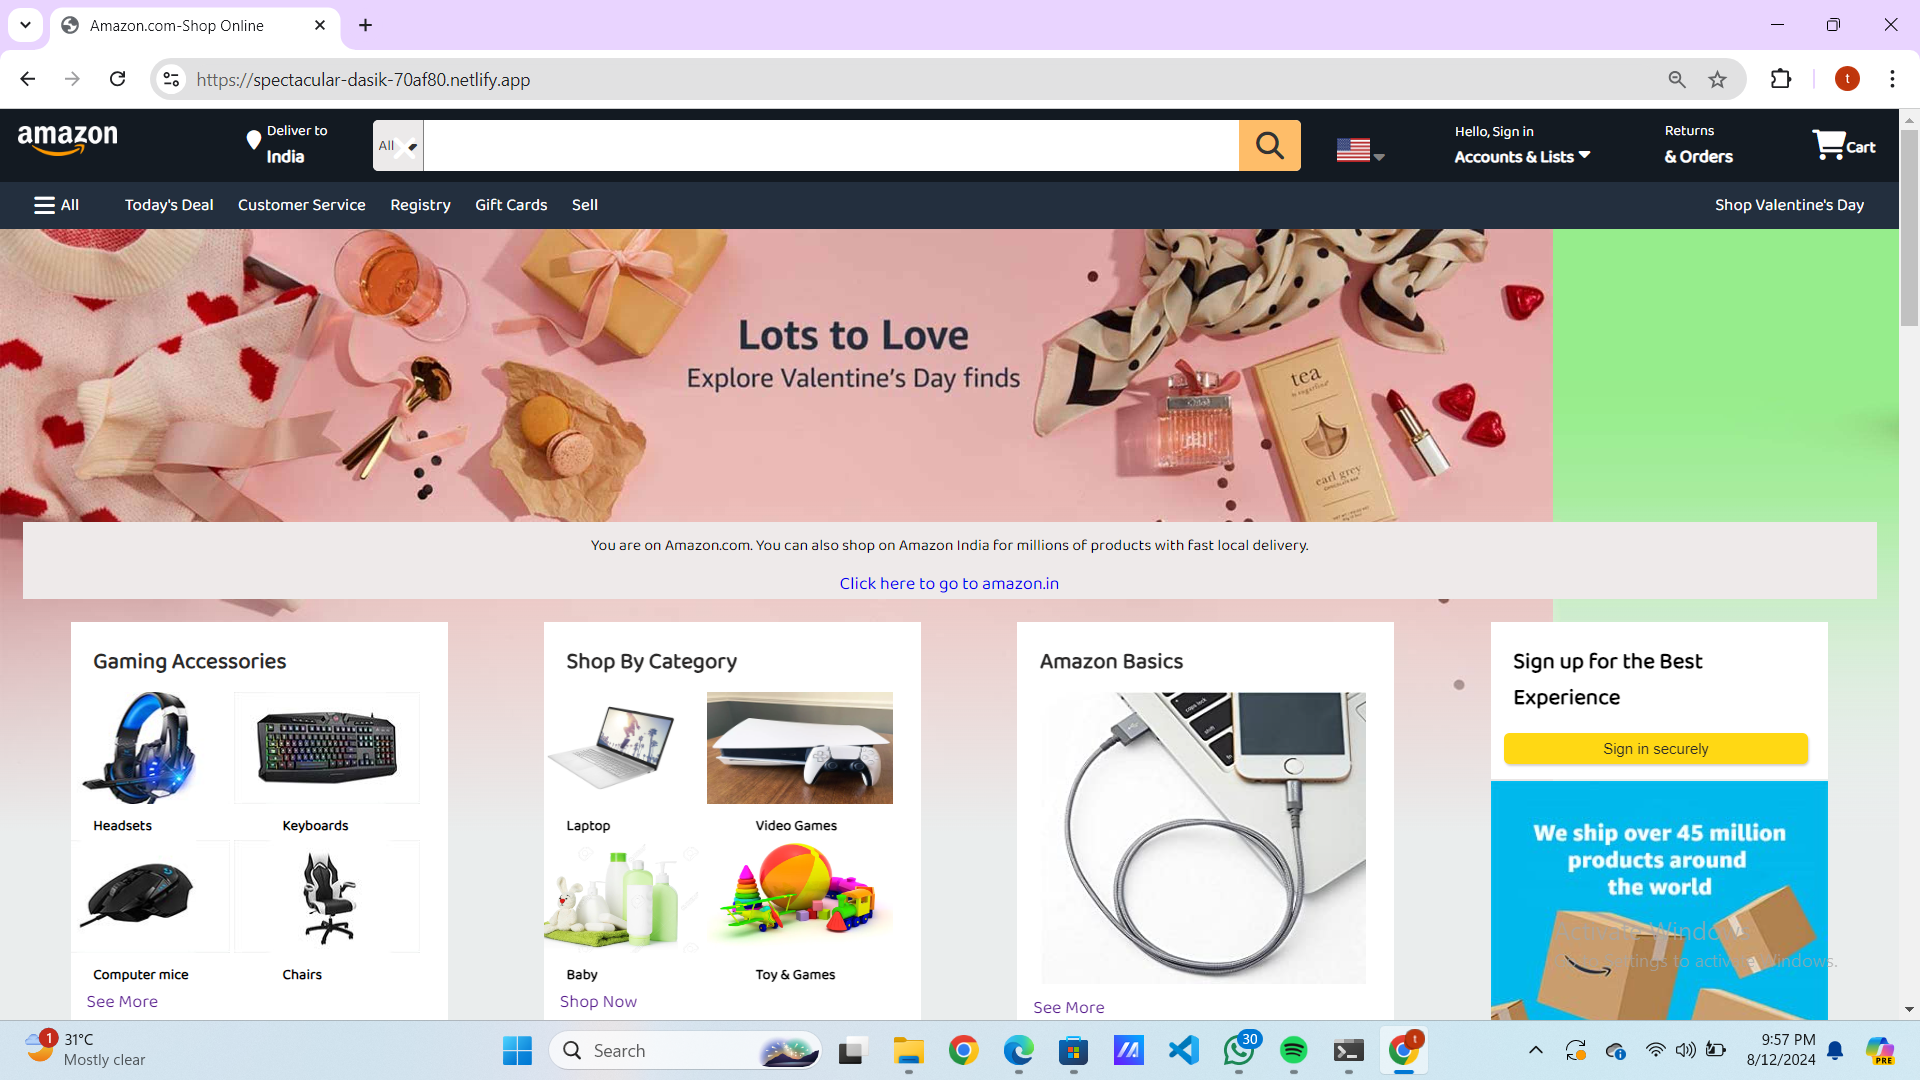 Amazon.com-Shop Online
https://spectacular-dasik-70af80.netlify.app
t
amazon
Deliver to
India
All
Hello, Sign in
Accounts & Lists
Returns
& Orders
Cart
All
Today's Deal
Customer Service
Registry
Gift Cards
Sell
Shop Valentine's Day
Lots to Love
Explore Valentine's Day finds
tea
earl grey
You are on Amazon.com. You can also shop on Amazon India for millions of products with fast local delivery.
Click here to go to amazon.in
Gaming Accessories
Headsets
Keyboards
Computer mice
Chairs
See More
Shop By Category
Laptop
Video Games
Baby
Toy & Games
Shop Now
Amazon Basics
caps lock
See More
Sign up for the Best
Experience
Sign in securely
We ship over 45 million
products around
the world
Activate Windows
Go to Settings to activate Windows.
1
31°C
Mostly clear
Search
30
t
9:57 PM
8/12/2024
PRE